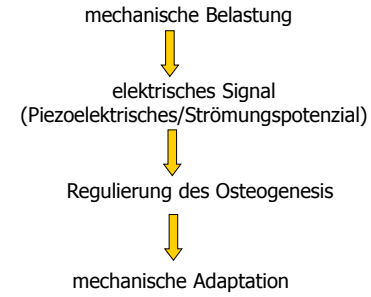 mechanische Belastung
elektrisches Signal
(Piezoelektrisches/Strömungspotenzial)
Regulierung des Osteogenesis
mechanische Adaptation